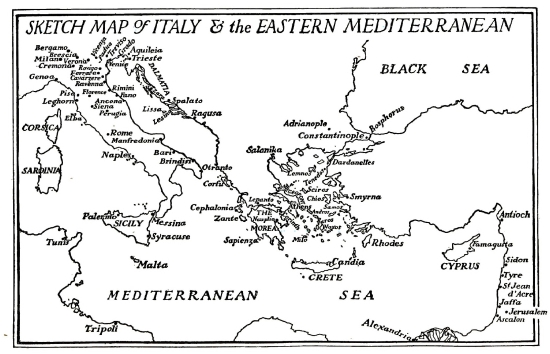 SKETCH MAP of ITALY & the EASTERN MEDITERRANEAN
Bergamo
Brescia
Milan
Verona
Cremona
Vicenza
Padua
Treviso
Grado
Aquileia
Trieste
Venice
Rovigo
Ferrara
Cavarzere
Ravenna
Genoa
DALMATIA
BLACK SEA
Rimini
Fano
Florence
Pisa
Leghorn
Ancona
Siena
Perugia
Elba
Lissa
Lesina
Spalato
Ragusa
CORSICA
Rome
Manfredonia
Naples
Bari
Brindisi
Otranto
Corfu
SARDINIA
Adrianople
Constantinople
Bosphorus
Salonika
Dardanelles
Lemnos
Tenedos
Sciros
Chios
Smyrna
Lepanto
Athens
Andros
Samos
Naxos
Cephalonia
Zante
THE
MOREA
Nauplia
Sapienza
Milo
Rhodes
Candia
CRETE
Palermo
Messina
SICILY
Syracuse
Tunis
Malta
Antioch
Famagusta
CYPRUS
Sidon
Tyre
St Jean
d'Acre
Jaffa
Jerusalem
Ascalon
MEDITERRANEAN SEA
Tripoli
Alexandria